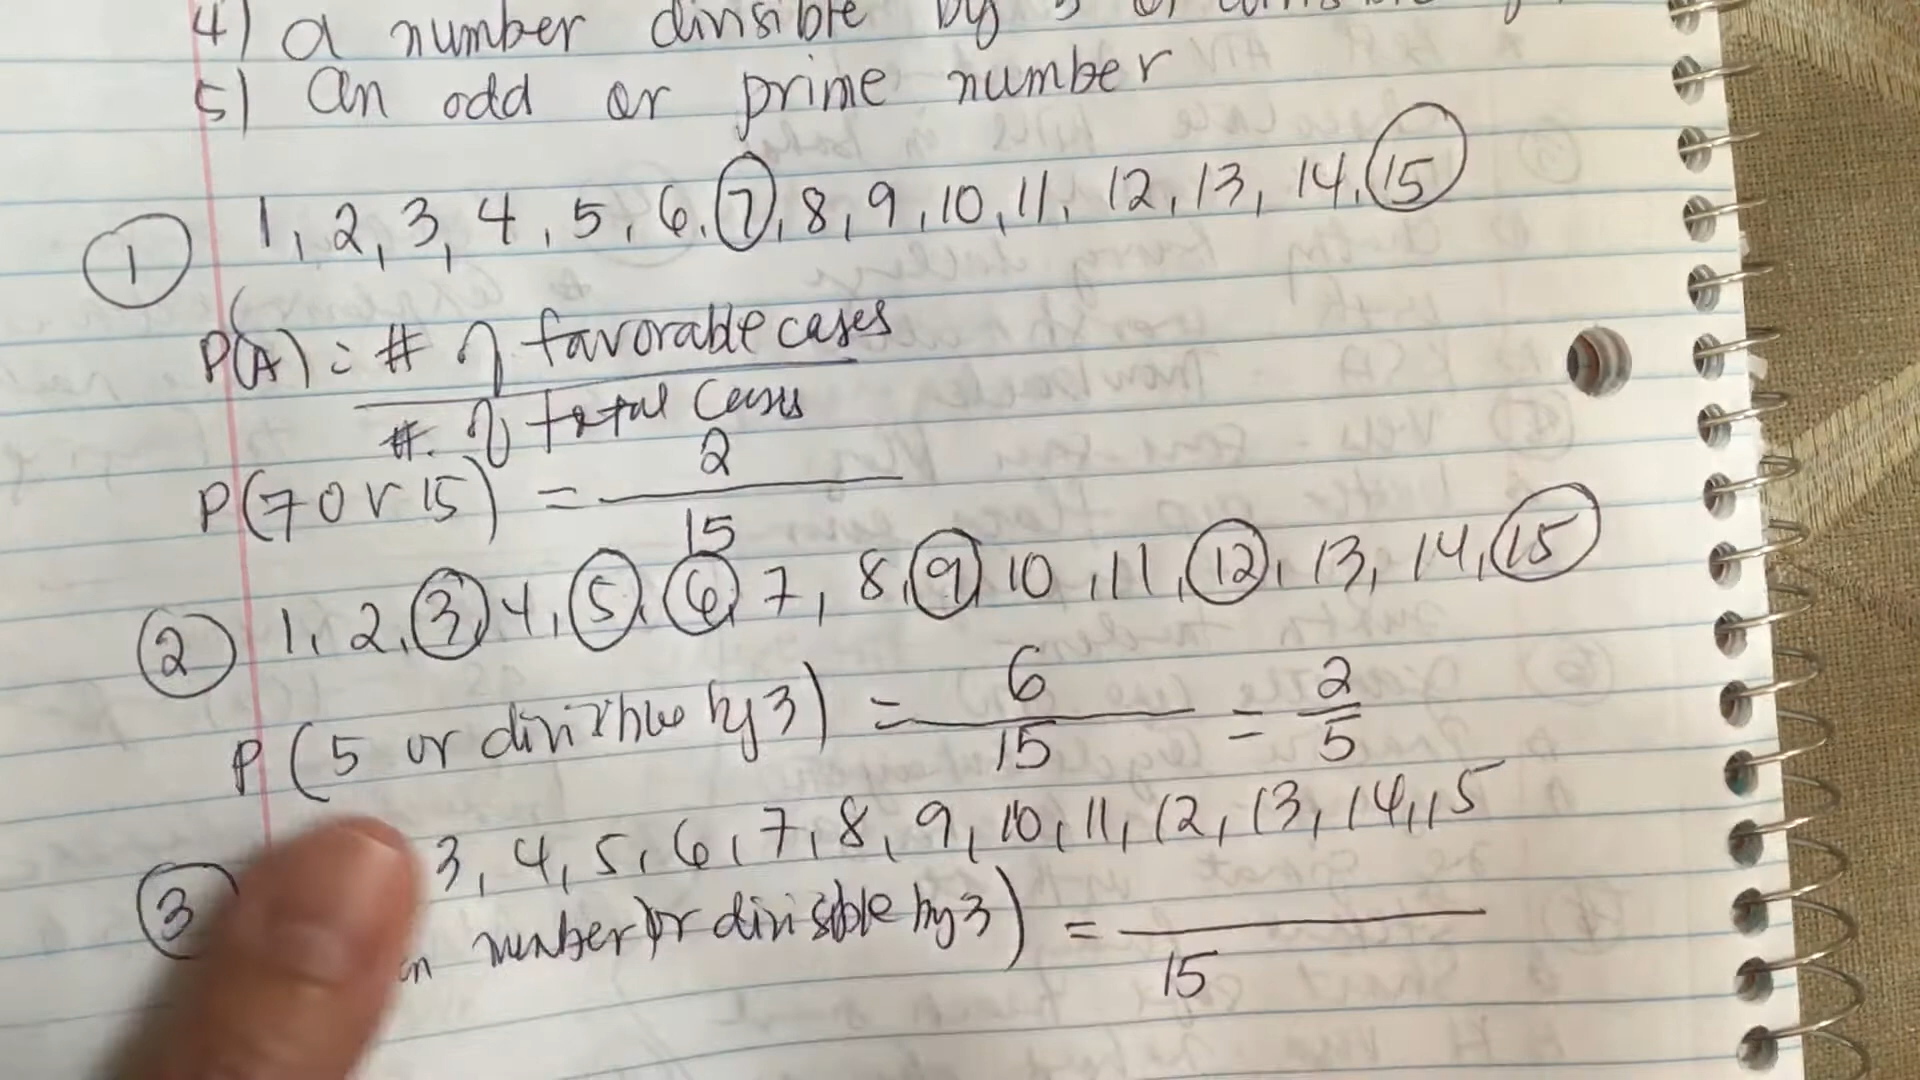 4) a number divisible by 3 or
5) An odd or prime number
1 1, 2, 3, 4, 5, 6, 7, 8, 9, 10, 11, 12, 13, 14, 15
P(A) = # of favorable cases
# of total cases
P(7 or 15) = 2
15
2 1, 2, 3, 4, 5, 6, 7, 8, 9, 10, 11, 12, 13, 14, 15
P(5 or divisible by 3) = 6 = 2
15 5
3 3, 4, 5, 6, 7, 8, 9, 10, 11, 12, 13, 14, 15
number or divisible by 3) =
15